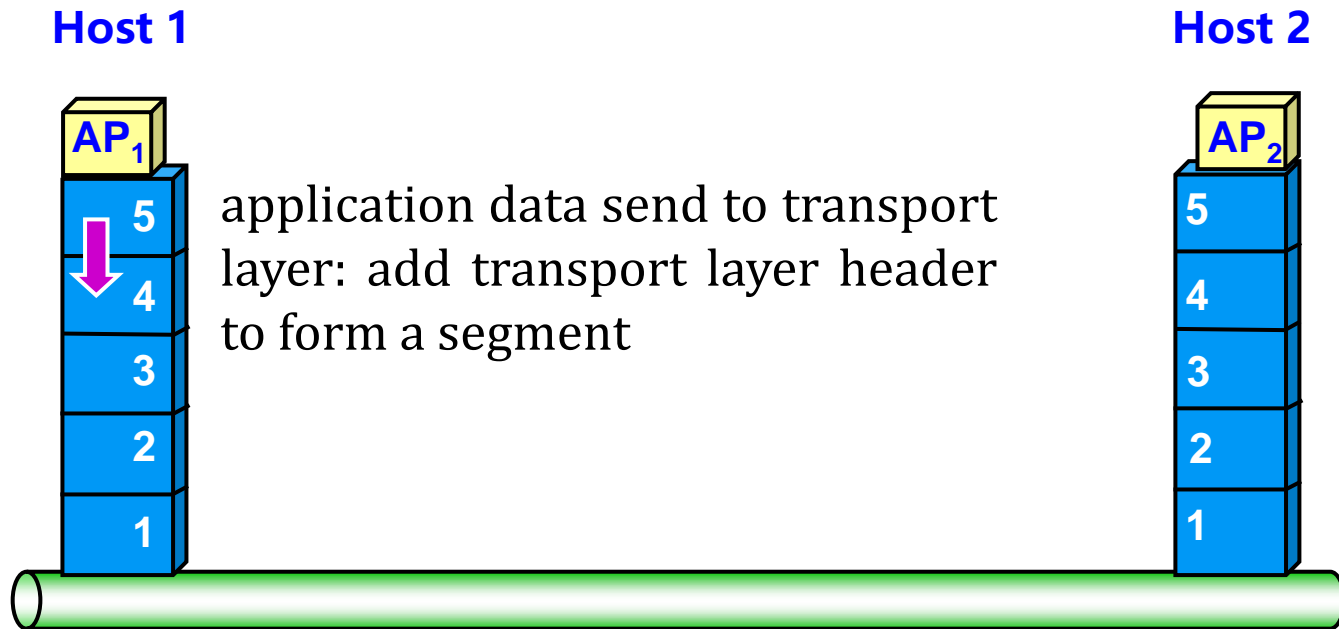 Host 1
Host 2
AP₁
AP₂
5
4
3
2
1
application data send to transport
layer: add transport layer header
to form a segment
5
4
3
2
1